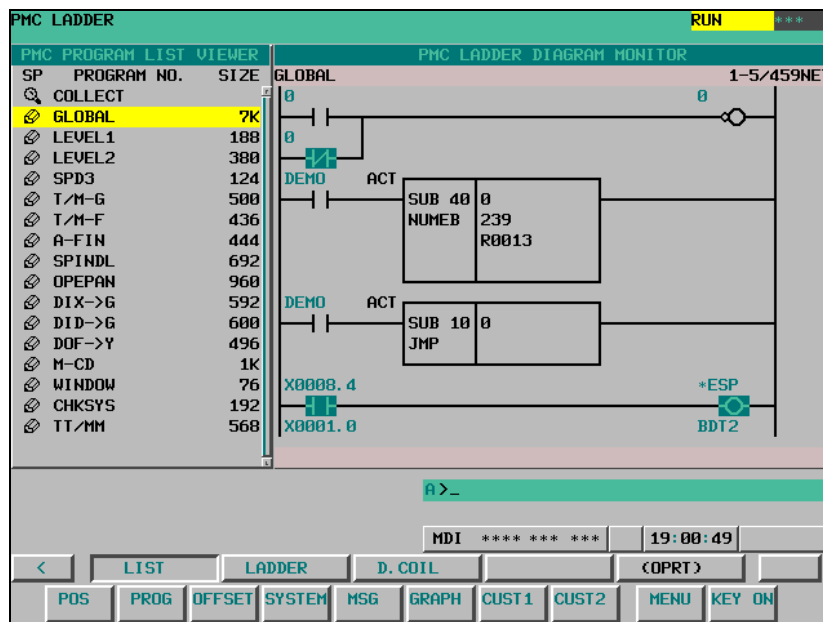 PMC LADDER RUN ***
PMC PROGRAM LIST VIEWER PMC LADDER DIAGRAM MONITOR
SP PROGRAM NO. SIZE GLOBAL 1-5/459NE
COLLECT
GLOBAL 7K
LEVEL1 188
LEVEL2 380
SPD3 124
T/M-G 500
T/M-F 436
A-FIN 444
SPINDL 692
OPEPAN 960
DIX->G 592
DID->G 600
DOF->Y 496
M-CD 1K
WINDOW 76
CHKSYS 192
TT/MM 568
0 0
0
DEMO ACT
SUB 40 0
NUMEB 239
R0013
DEMO ACT
SUB 10 0
JMP
X0008.4 *ESP
X0001.0 BDT2
A>_
MDI **** *** *** 19:00:49
< LIST LADDER D.COIL (OPRT)
POS PROG OFFSET SYSTEM MSG GRAPH CUST1 CUST2 MENU KEY ON